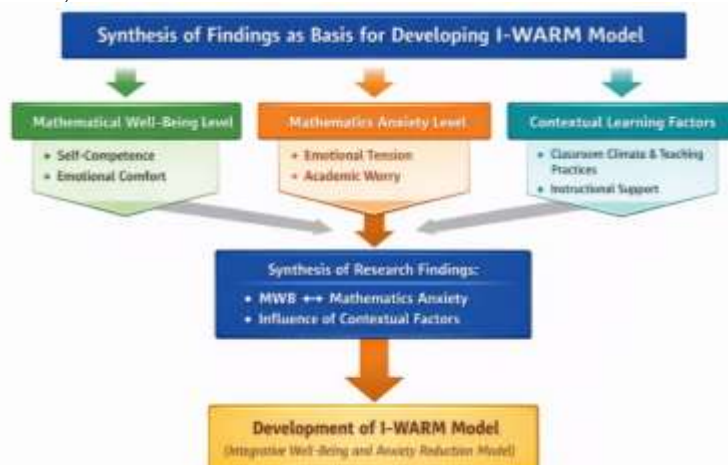 Synthesis of Findings as Basis for Developing I-WARM Model
Mathematical Well-Being Level
• Self-Competence
• Emotional Comfort
Mathematics Anxiety Level
• Emotional Tension
• Academic Worry
Contextual Learning Factors
• Classroom Climate & Teaching
Practices
• Instructional Support
Synthesis of Research Findings:
• MWB ↔ Mathematics Anxiety
• Influence of Contextual Factors
Development of I-WARM Model
(Integrative Well-Being and Anxiety Reduction Model)